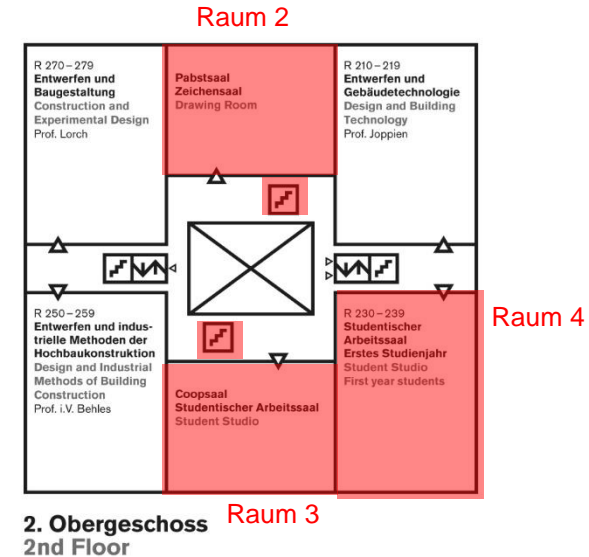 Raum 2
R 270–279
Entwerfen und
Baugestaltung
Construction and
Experimental Design
Prof. Lorch
Pabstsaal
Zeichensaal
Drawing Room
R 210–219
Entwerfen und
Gebäudetechnologie
Design and Building
Technology
Prof. Joppien
R 250–259
Entwerfen und indus-
trielle Methoden der
Hochbaukonstruktion
Design and Industrial
Methods of Building
Construction
Prof. i.V. Behles
Coopsaal
Studentischer Arbeitssaal
Student Studio
R 230–239
Studentischer
Arbeitssaal
Erstes Studienjahr
Student Studio
First year students
Raum 4
Raum 3
2. Obergeschoss
2nd Floor